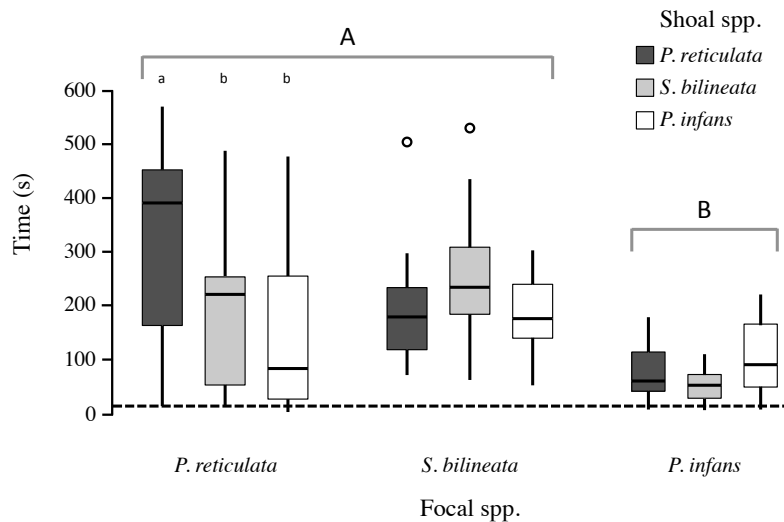 Shoal spp.
P. reticulata
S. bilineata
P. infans
A
a b b
B
600
500
400
300
200
100
0
Time (s)
P. reticulata S. bilineata P. infans
Focal spp.